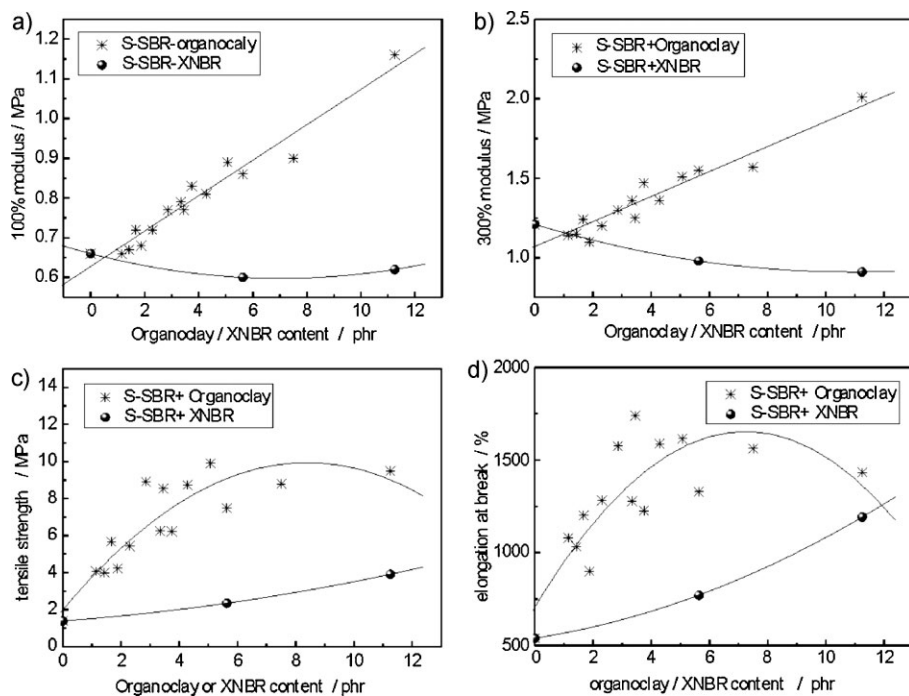 a)
S-SBR-organocaly
S-SBR-XNBR
100% modulus / MPa
1.2
1.1
1.0
0.9
0.8
0.7
0.6
0 2 4 6 8 10 12
Organoclay / XNBR content / phr
b)
S-SBR+Organoclay
S-SBR+XNBR
300% modulus / MPa
2.5
2.0
1.5
1.0
0 2 4 6 8 10 12
Organoclay / XNBR content / phr
c)
S-SBR+ Organoclay
S-SBR+ XNBR
tensile strength / MPa
14
12
10
8
6
4
2
0
0 2 4 6 8 10 12
Organoclay or XNBR content / phr
d)
S-SBR+ Organoclay
S-SBR+ XNBR
elongation at break / %
2000
1500
1000
500
0 2 4 6 8 10 12
organoclay / XNBR content / phr